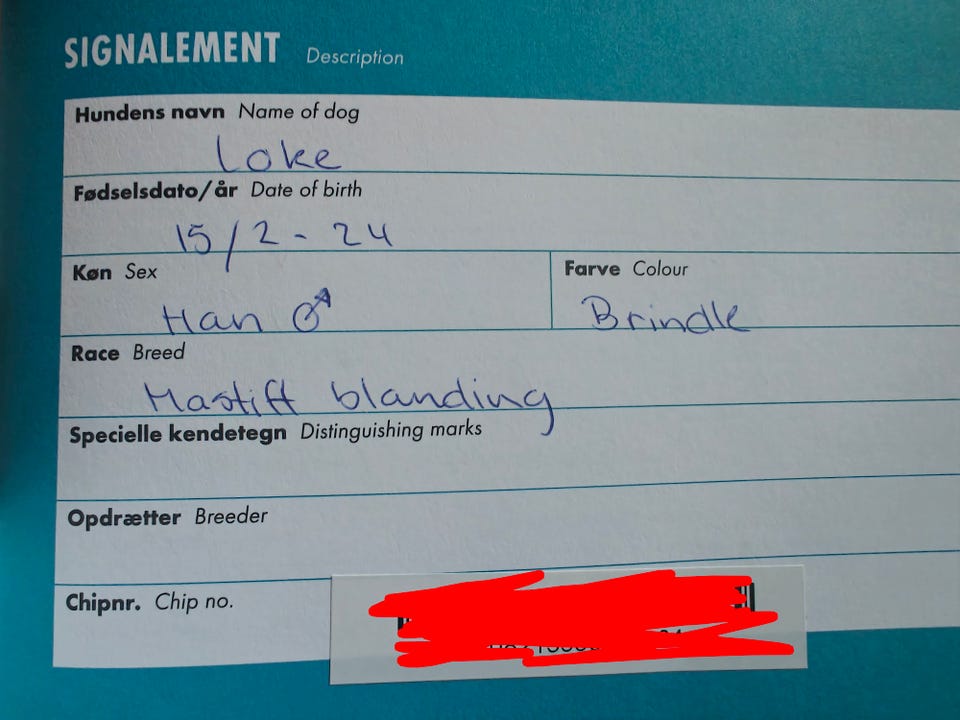 SIGNALEMENT Description
Hundens navn Name of dog
Loke
Fødselsdato/år Date of birth
15/2-24
Køn Sex
Han ♂
Farve Colour
Brindle
Race Breed
Mastiff blanding
Specielle kendetegn Distinguishing marks
Opdrætter Breeder
Chipnr. Chip no.